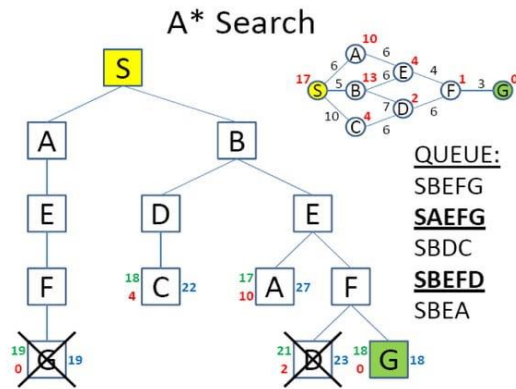 A* Search
10
A
6
6
4
E
4
17
S
5
13
B
6
1
F
3
0
G
10
7
2
D
4
C
6
6
S
A
B
QUEUE:
SBEFG
SAEFG
SBDC
SBEFD
SBEA
E
D
E
F
18
4
C
22
17
10
A
27
F
19
0
G
19
21
2
D
23
18
0
G
18